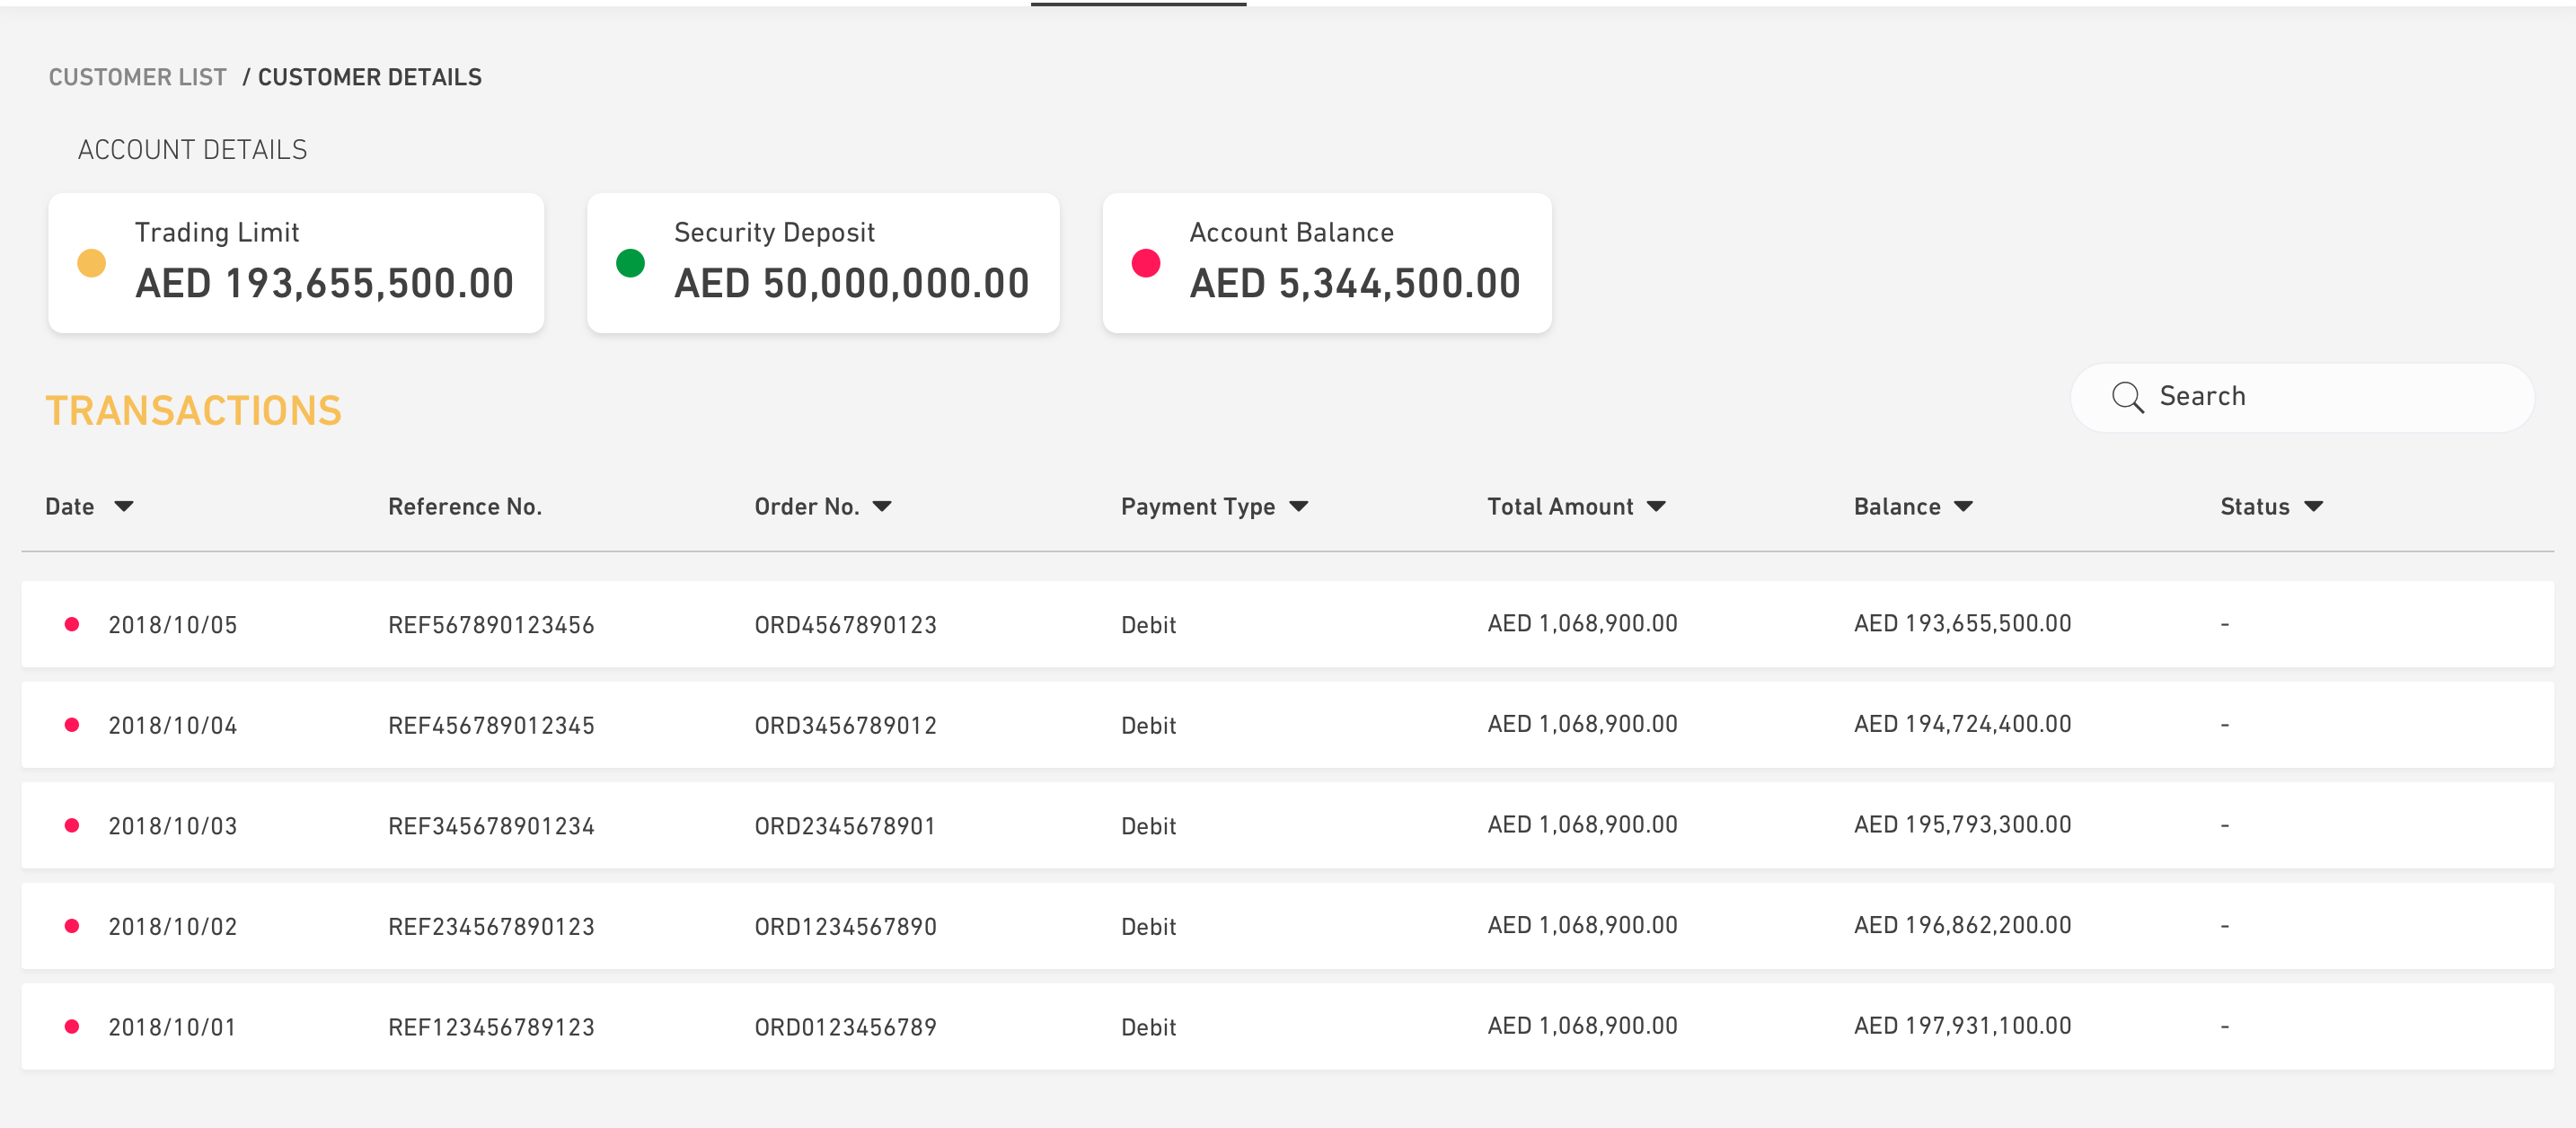 CUSTOMER LIST / CUSTOMER DETAILS
ACCOUNT DETAILS
Trading Limit
AED 193,655,500.00
Security Deposit
AED 50,000,000.00
Account Balance
AED 5,344,500.00
TRANSACTIONS
Search
Date Reference No. Order No. Payment Type Total Amount Balance Status
2018/10/05 REF567890123456 ORD4567890123 Debit AED 1,068,900.00 AED 193,655,500.00 -
2018/10/04 REF456789012345 ORD3456789012 Debit AED 1,068,900.00 AED 194,724,400.00 -
2018/10/03 REF345678901234 ORD2345678901 Debit AED 1,068,900.00 AED 195,793,300.00 -
2018/10/02 REF234567890123 ORD1234567890 Debit AED 1,068,900.00 AED 196,862,200.00 -
2018/10/01 REF123456789123 ORD0123456789 Debit AED 1,068,900.00 AED 197,931,100.00 -